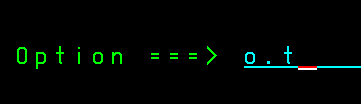 Option ===> o.t